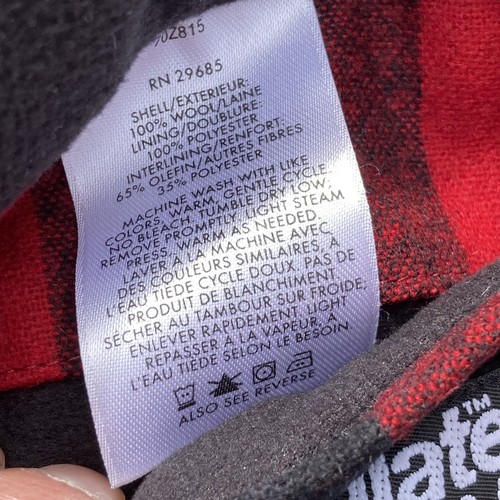 0Z815
RN 29685
SHELL/EXTERIEUR:
100% WOOL/LAINE
LINING/DOUBLURE:
100% POLYESTER
INTERLINING/RENFORT:
65% OLEFIN/AUTRES FIBRES
35% POLYESTER
MACHINE WASH WITH LIKE
COLORS, WARM, GENTLE CYCLE.
NO BLEACH. TUMBLE DRY LOW;
REMOVE PROMPTLY. LIGHT STEAM
PRESS, WARM AS NEEDED.
LAVER À LA MACHINE AVEC
DES COULEURS SIMILAIRES, À
L'EAU TIÈDE CYCLE DOUX. PAS DE
PRODUIT DE BLANCHIMENT.
SÉCHER AU TAMBOUR SUR FROIDE,
ENLEVER RAPIDEMENT. LIGHT
REPASSER À LA VAPEUR, À
L'EAU TIÈDE SELON LE BESOIN.
ALSO SEE REVERSE
late™